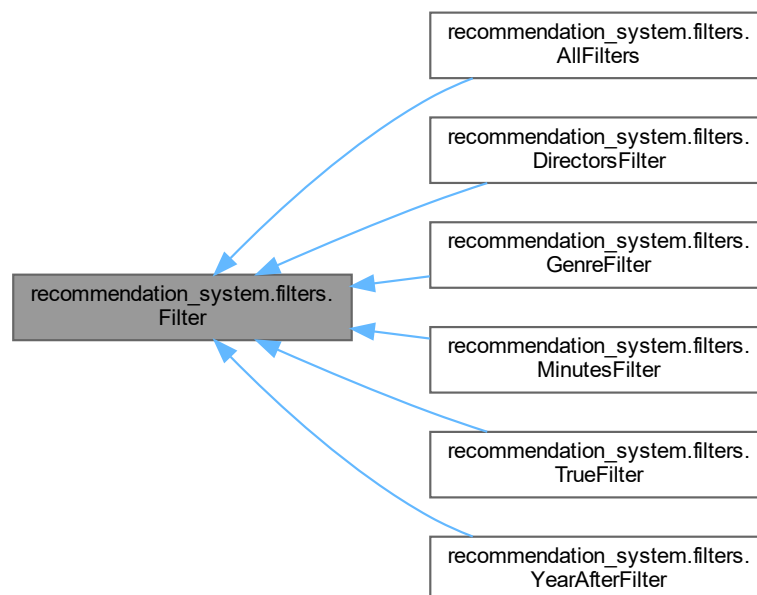 recommendation_system.filters.
AllFilters
recommendation_system.filters.
DirectorsFilter
recommendation_system.filters.
GenreFilter
recommendation_system.filters.
Filter
recommendation_system.filters.
MinutesFilter
recommendation_system.filters.
TrueFilter
recommendation_system.filters.
YearAfterFilter